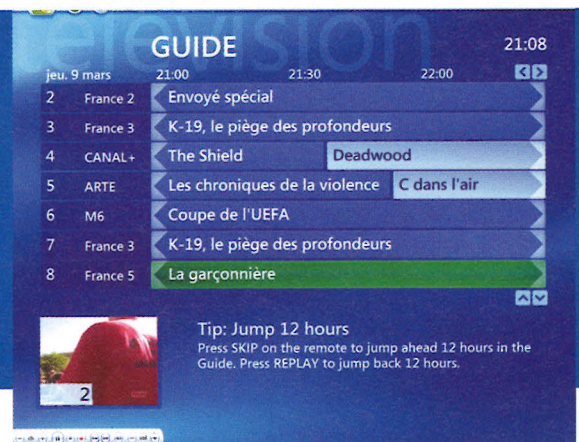 télévision
GUIDE 21:08
jeu. 9 mars 21:00 21:30 22:00
2 France 2 Envoyé spécial
3 France 3 K-19, le piège des profondeurs
4 CANAL+ The Shield Deadwood
5 ARTE Les chroniques de la violence C dans l'air
6 M6 Coupe de l'UEFA
7 France 3 K-19, le piège des profondeurs
8 France 5 La garçonnière
Tip: Jump 12 hours
Press SKIP on the remote to jump ahead 12 hours in the
Guide. Press REPLAY to jump back 12 hours.
2